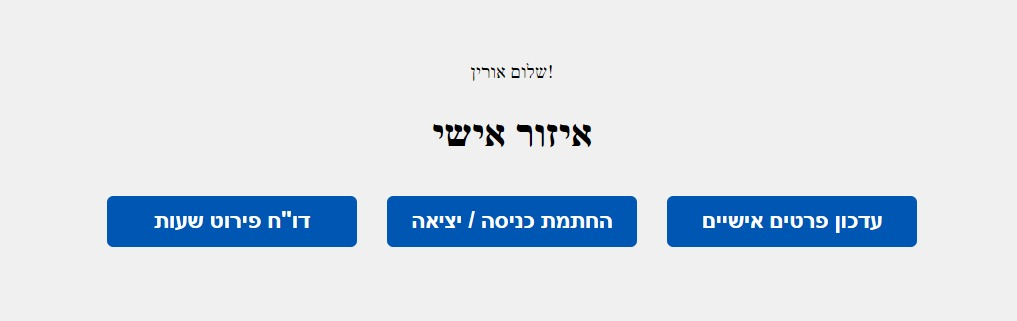 שלום אורין!
איזור אישי
עדכון פרטים אישיים
החתמת כניסה / יציאה
דו"ח פירוט שעות